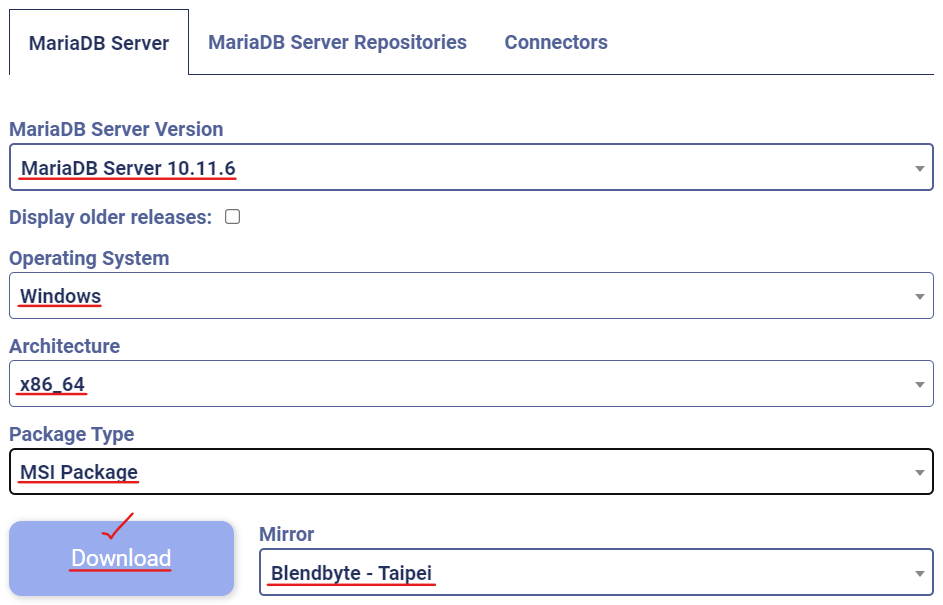 MariaDB Server MariaDB Server Repositories Connectors
MariaDB Server Version
MariaDB Server 10.11.6
Display older releases:
Operating System
Windows
Architecture
x86_64
Package Type
MSI Package
Download
Mirror
Blendbyte - Taipei